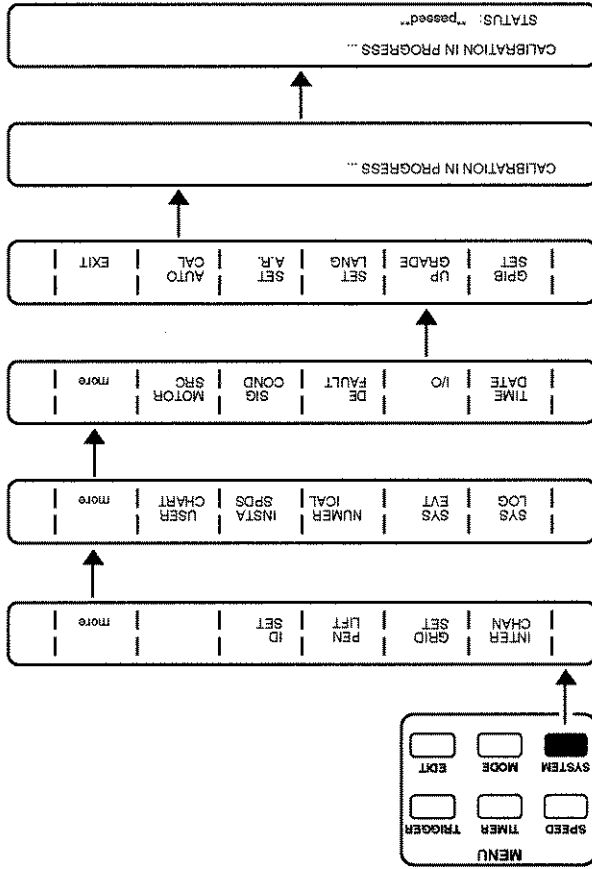 MENU
SPEED TIMER TRIGGER
SYSTEM MODE EDIT
INTER GRID PEN ID more
CHAN SET LIFT SET
SYS SYS NUMER INSTA USER more
LOG EVT ICAL SPDS CHART
TIME I/O DE SIG MOTOR more
DATE FAULT COND SRC
GPIB UP SET SET AUTO EXIT
SET GRADE LANG A.R. CAL
CALIBRATION IN PROGRESS ...
CALIBRATION IN PROGRESS ...
STATUS: "passed"